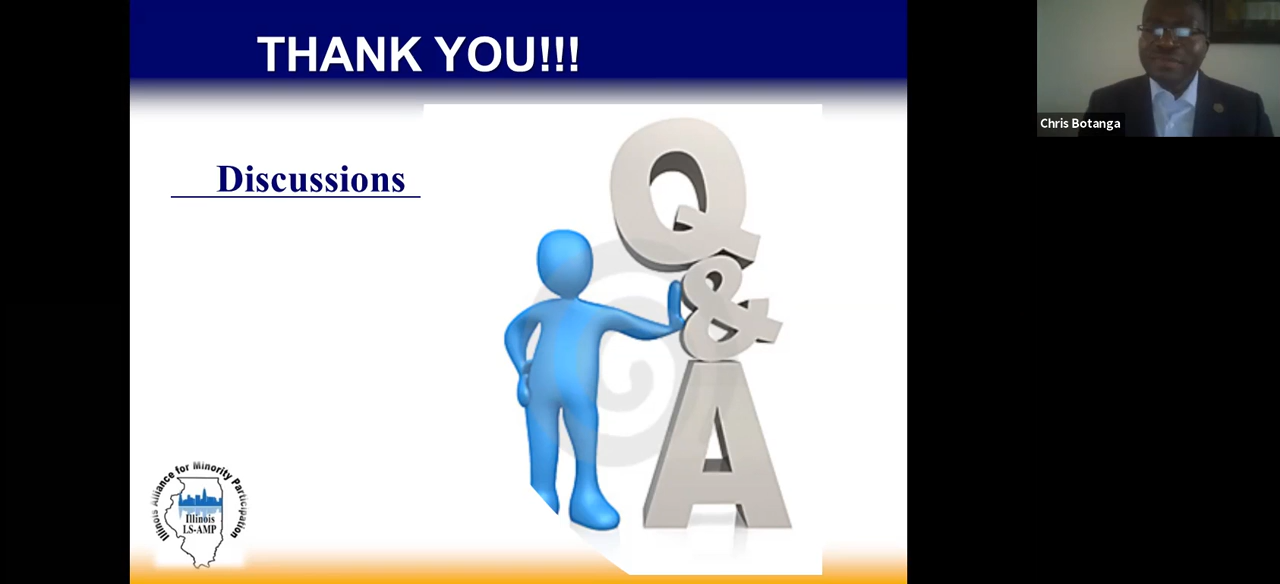 THANK YOU!!!
Chris Botanga
Discussions
Q
&
A
Illinois Alliance for Minority Participation
Illinois
LS-AMP